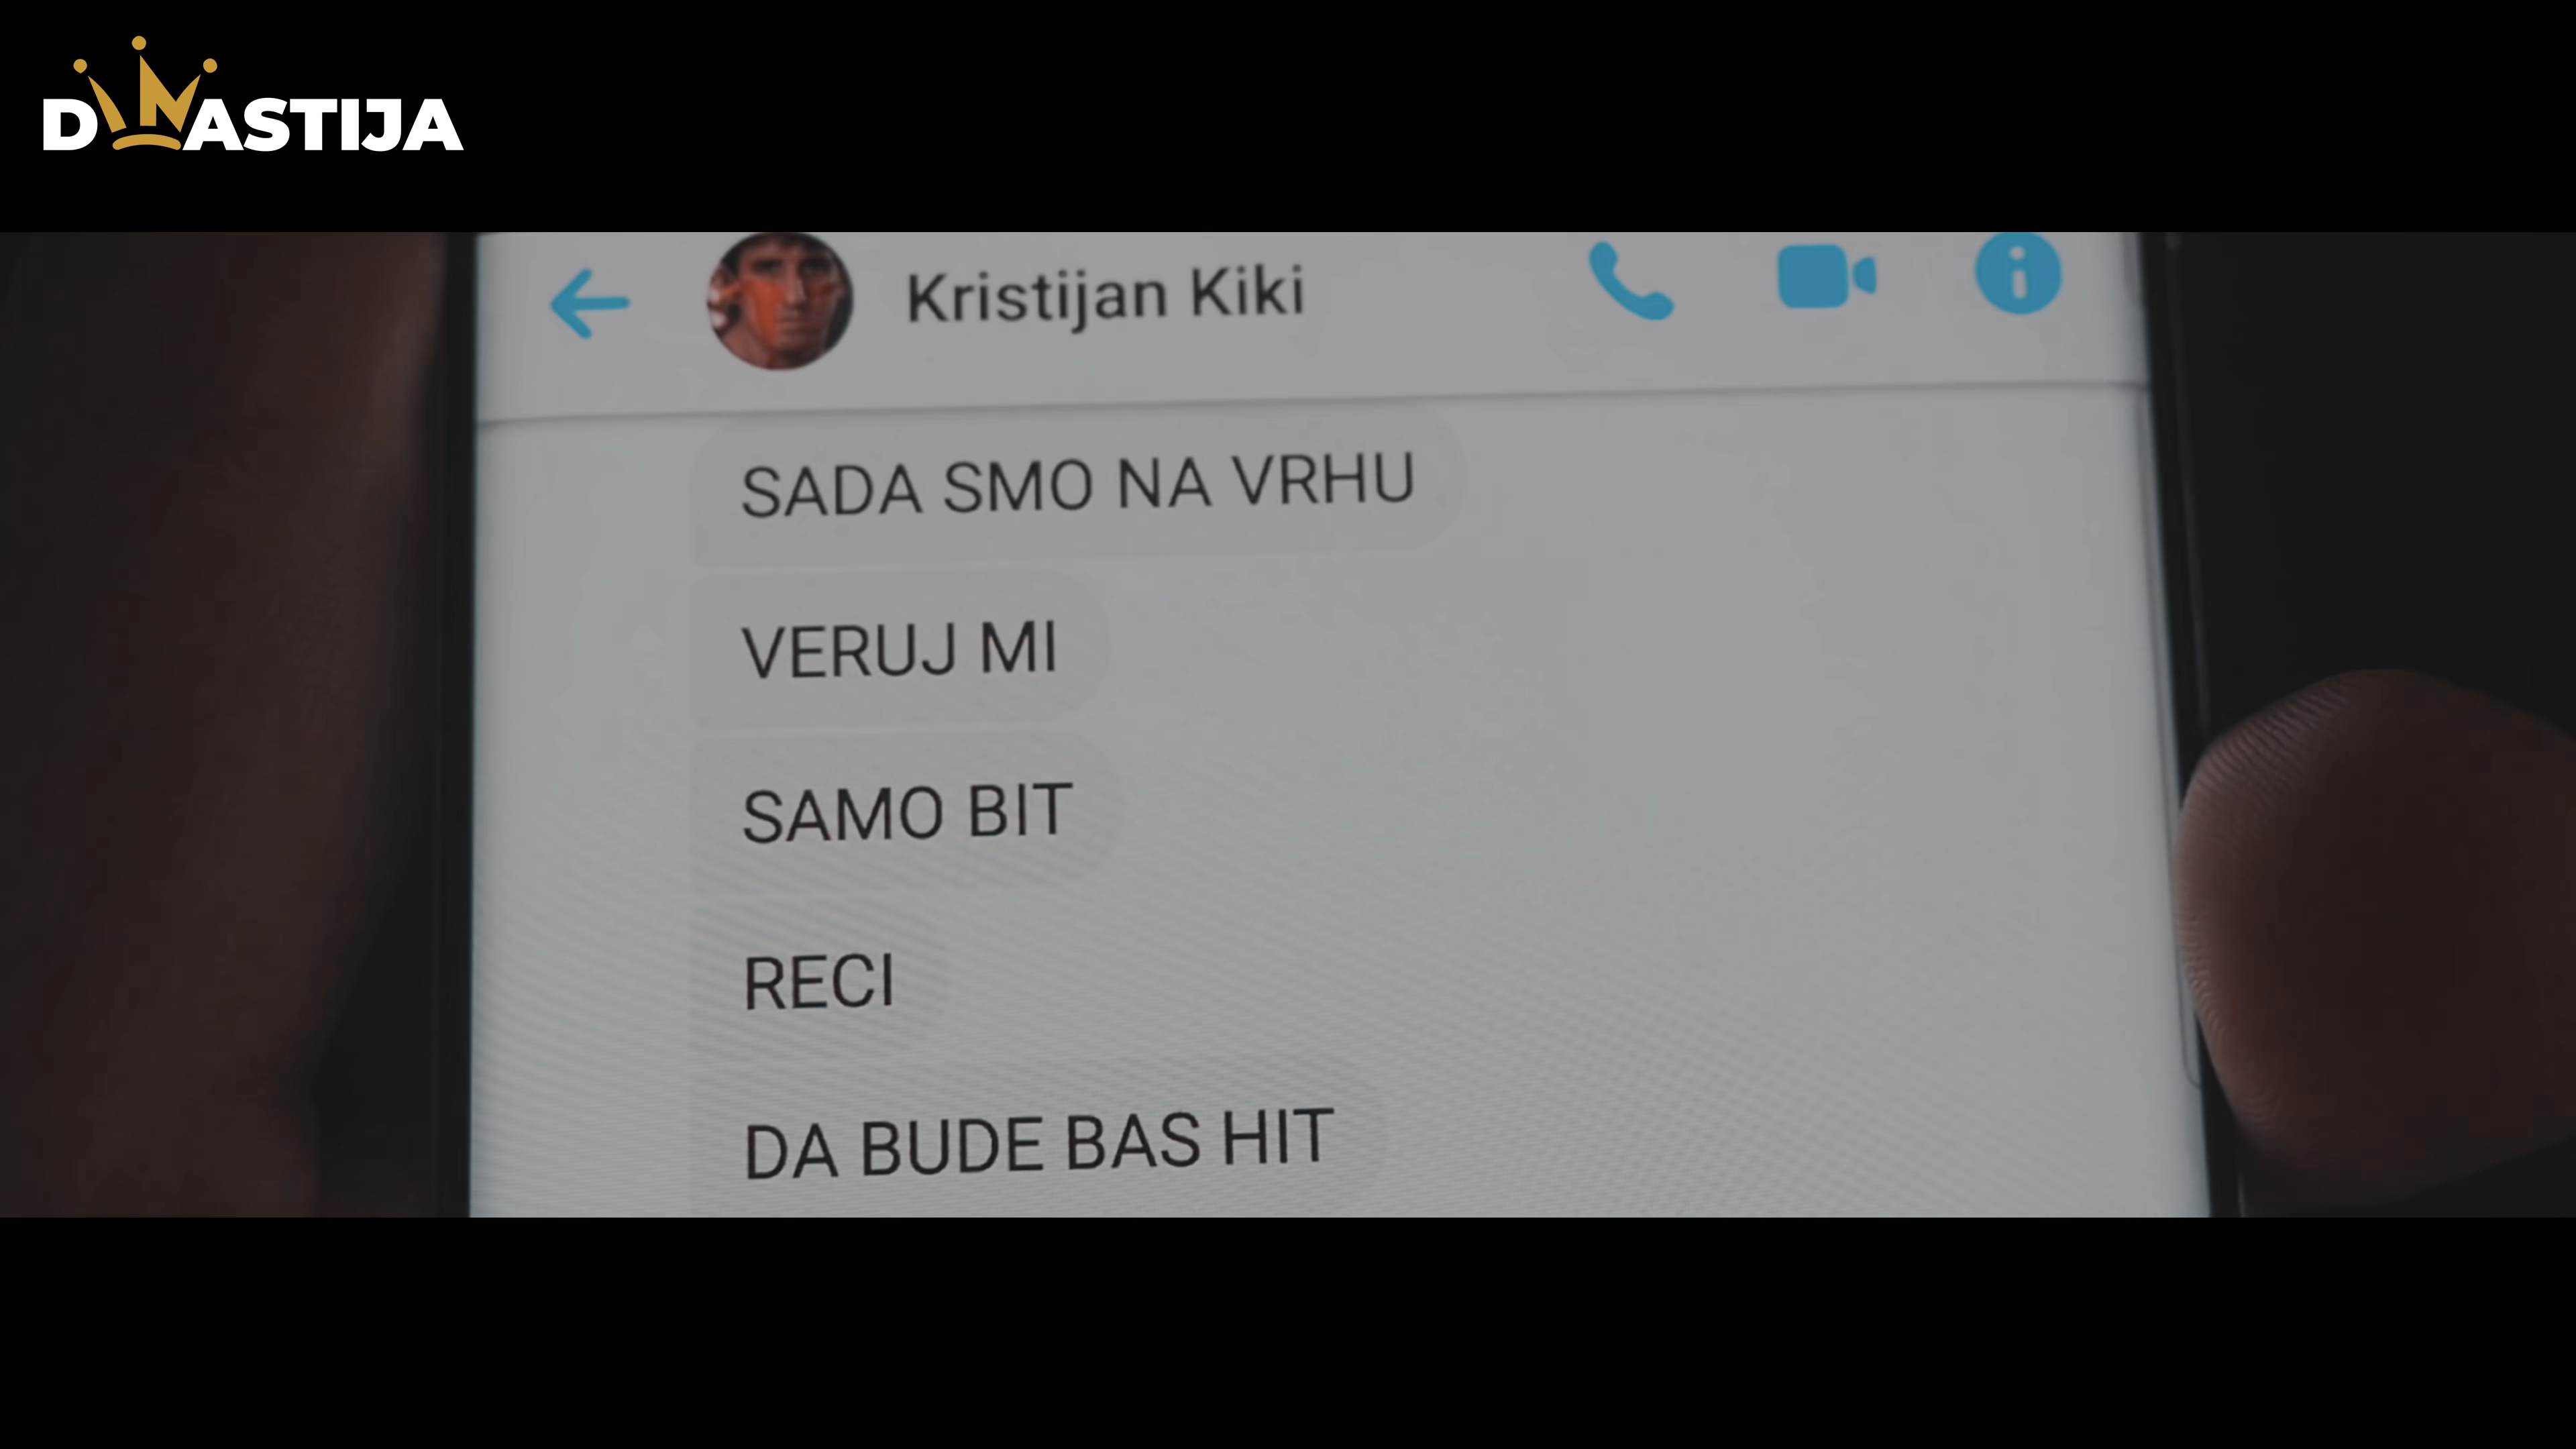 DINASTIJA
Kristijan Kiki
SADA SMO NA VRHU
VERUJ MI
SAMO BIT
RECI
DA BUDE BAS HIT